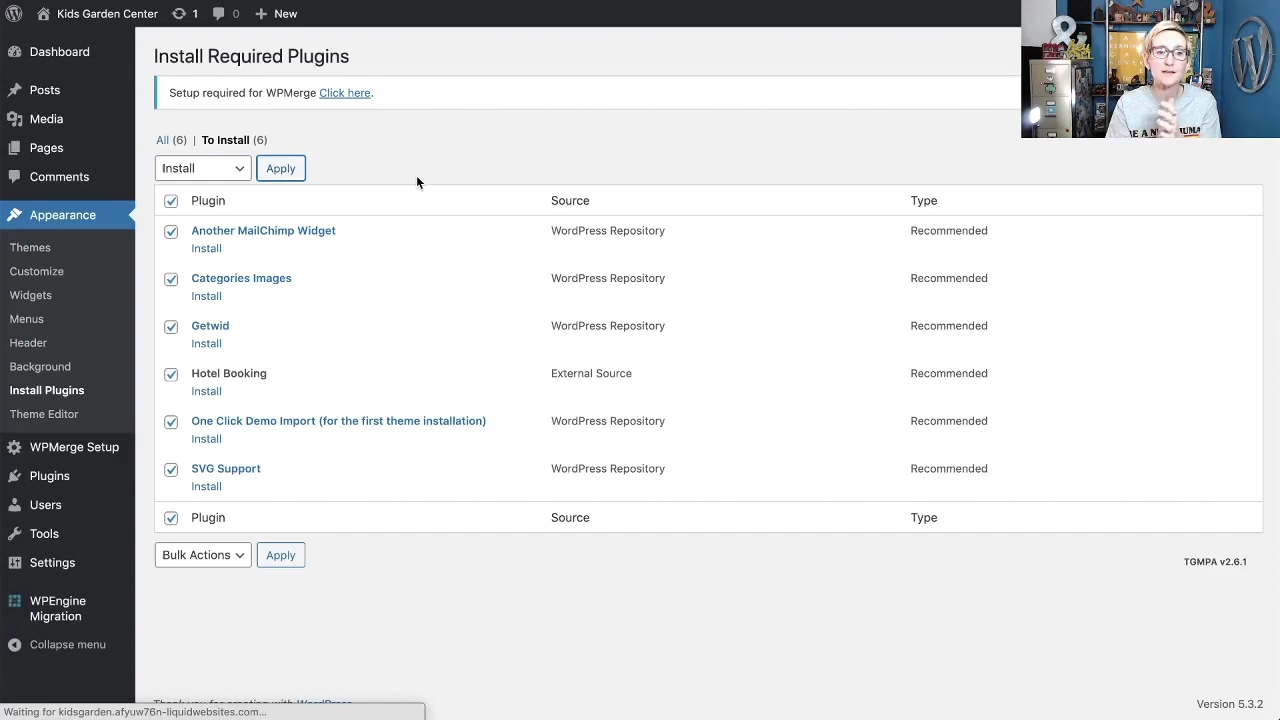 Kids Garden Center 1 0 New
Dashboard
Posts
Media
Pages
Comments
Appearance
Themes
Customize
Widgets
Menus
Header
Background
Install Plugins
Theme Editor
WPMerge Setup
Plugins
Users
Tools
Settings
WPEngine
Migration
Collapse menu
Install Required Plugins
Setup required for WPMerge Click here.
All (6) | To Install (6)
Install Apply
Plugin Source Type
Another MailChimp Widget WordPress Repository Recommended
Install
Categories Images WordPress Repository Recommended
Install
Getwid WordPress Repository Recommended
Install
Hotel Booking External Source Recommended
Install
One Click Demo Import (for the first theme installation) WordPress Repository Recommended
Install
SVG Support WordPress Repository Recommended
Install
Plugin Source Type
Bulk Actions Apply
TGMPA v2.6.1
Thank you for creating with WordPress
Version 5.3.2
Waiting for kidsgarden.afyuw76n-liquidwebsites.com...